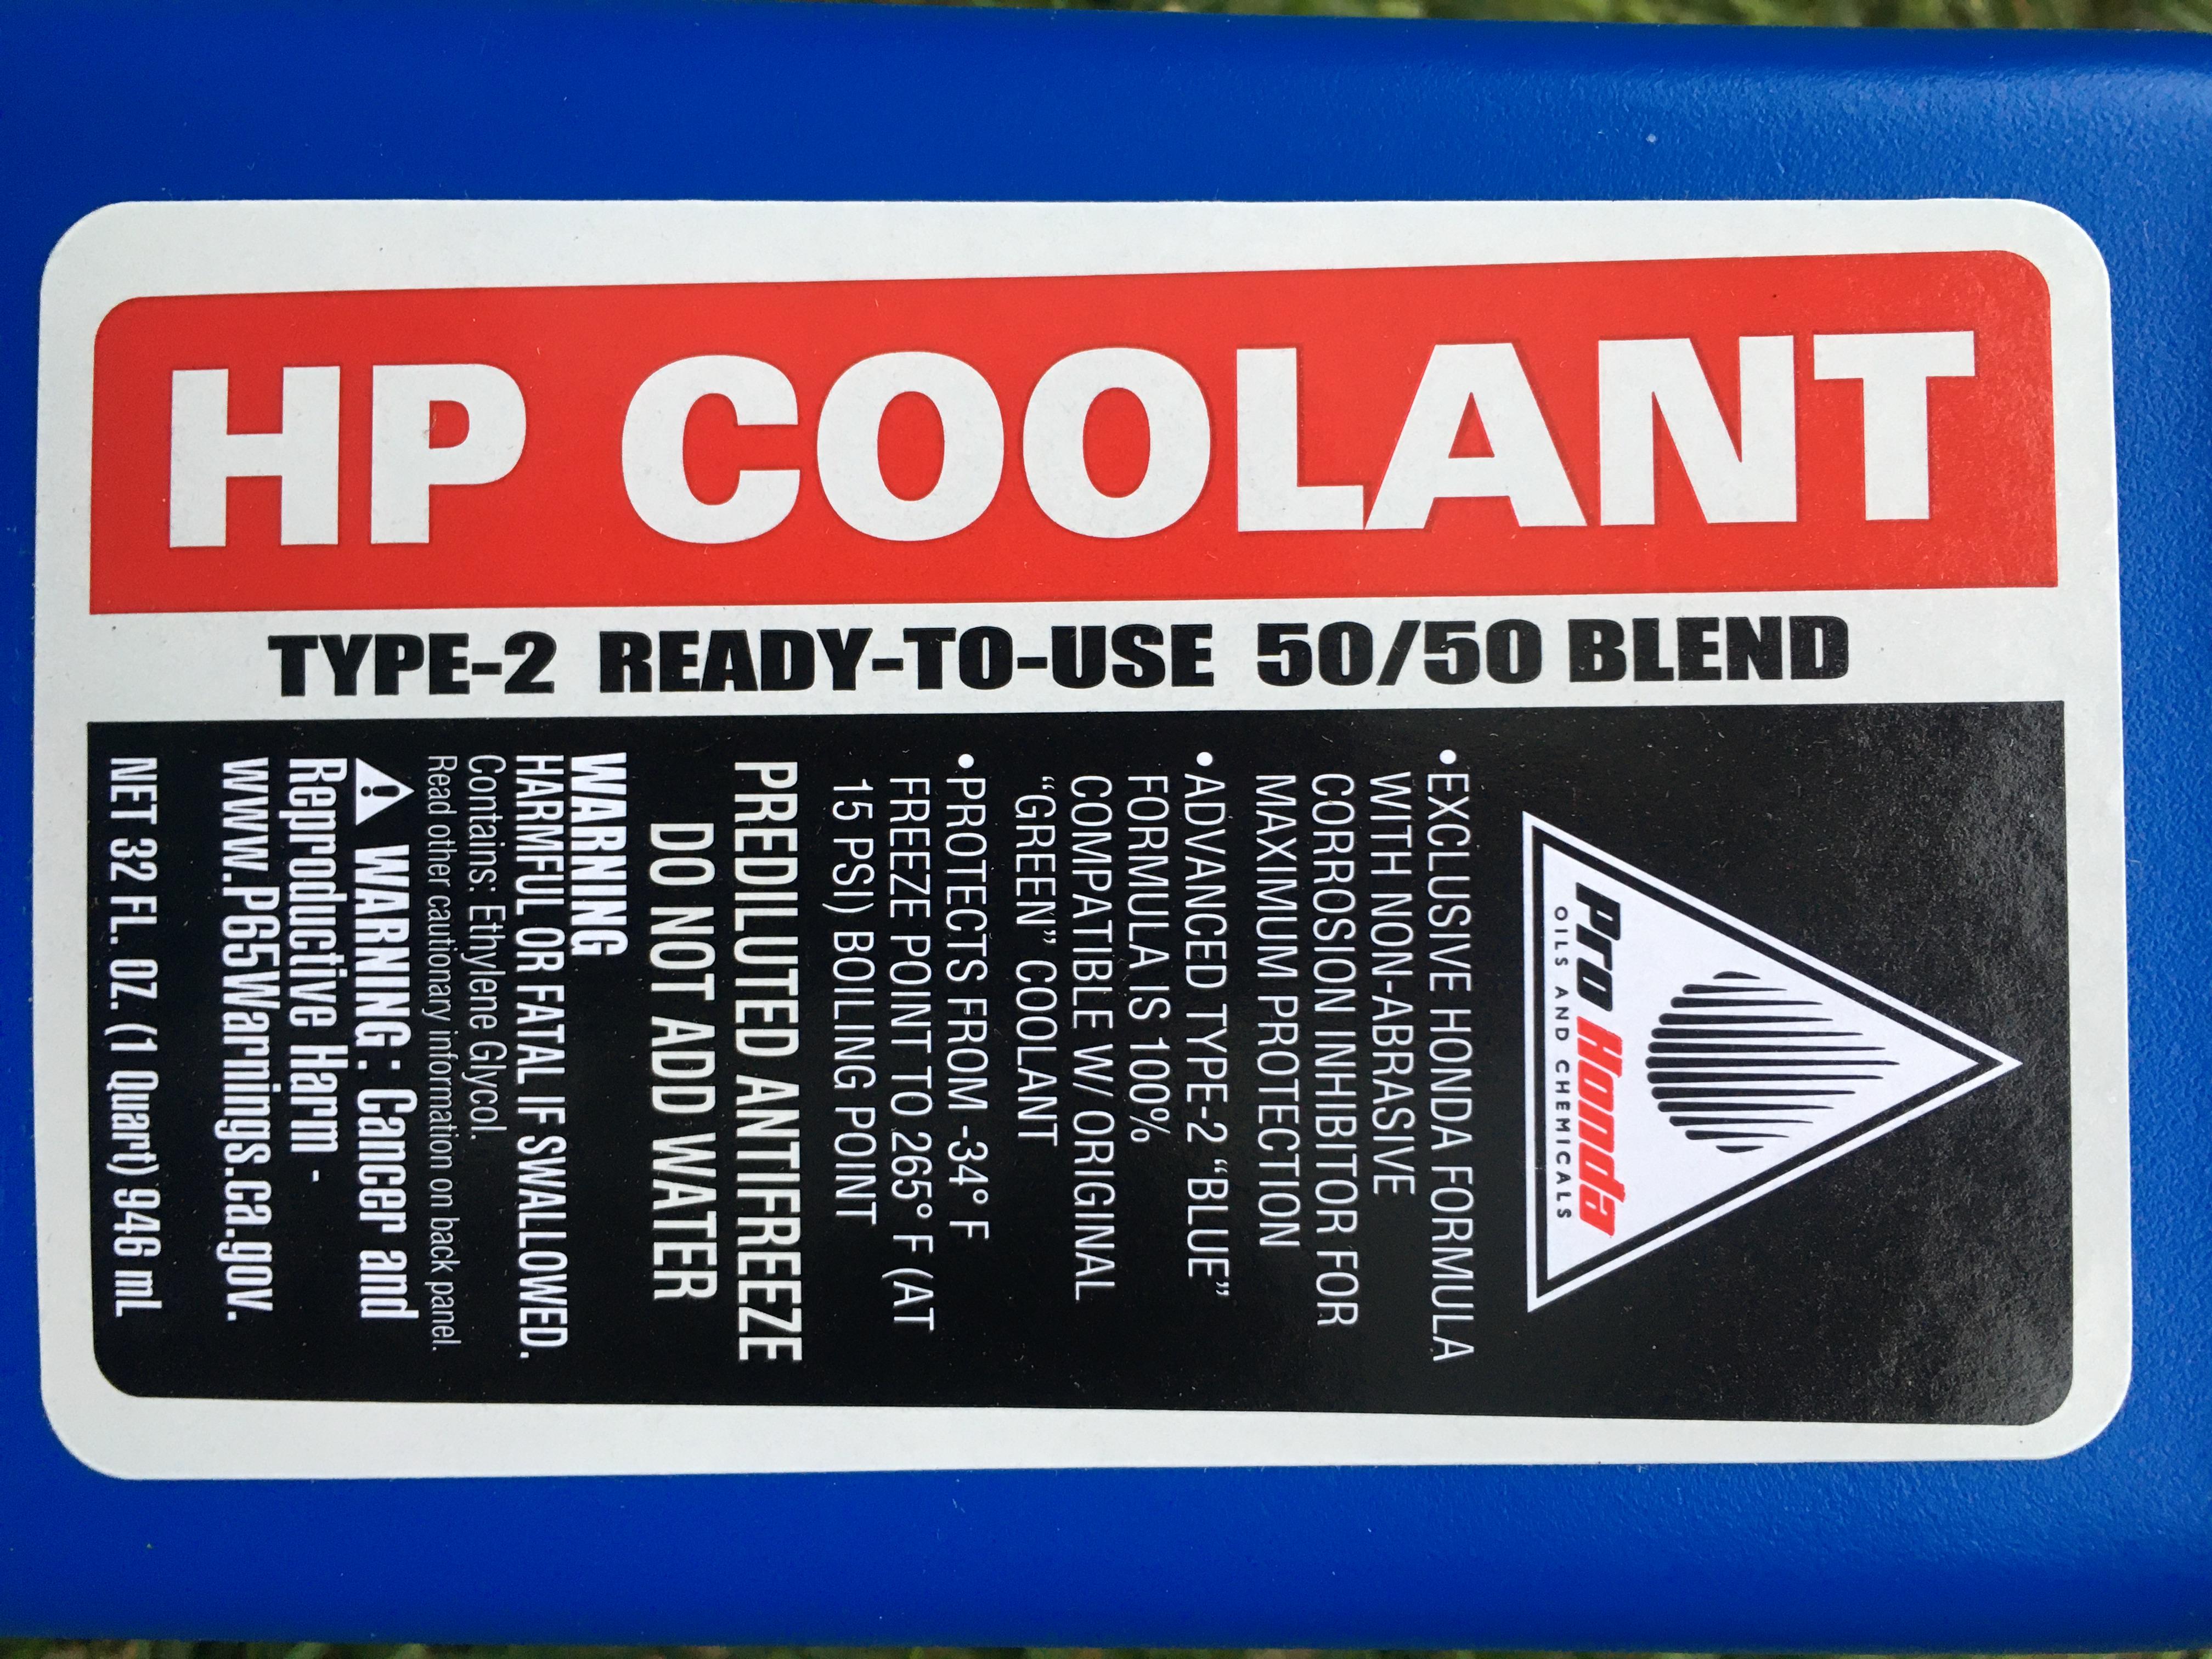 HP COOLANT
TYPE-2 READY-TO-USE 50/50 BLEND
Pro Honda
OILS AND CHEMICALS
•EXCLUSIVE HONDA FORMULA
WITH NON-ABRASIVE
CORROSION INHIBITOR FOR
MAXIMUM PROTECTION
•ADVANCED TYPE-2 “BLUE”
FORMULA IS 100%
COMPATIBLE W/ ORIGINAL
“GREEN” COOLANT
•PROTECTS FROM -34° F
FREEZE POINT TO 265° F (AT
15 PSI) BOILING POINT
PREDILUTED ANTIFREEZE
DO NOT ADD WATER
WARNING
HARMFUL OR FATAL IF SWALLOWED.
Contains: Ethylene Glycol.
Read other cautionary information on back panel.
⚠ WARNING : Cancer and
Reproductive Harm -
www.P65Warnings.ca.gov.
NET 32 FL. OZ. (1 Quart) 946 mL